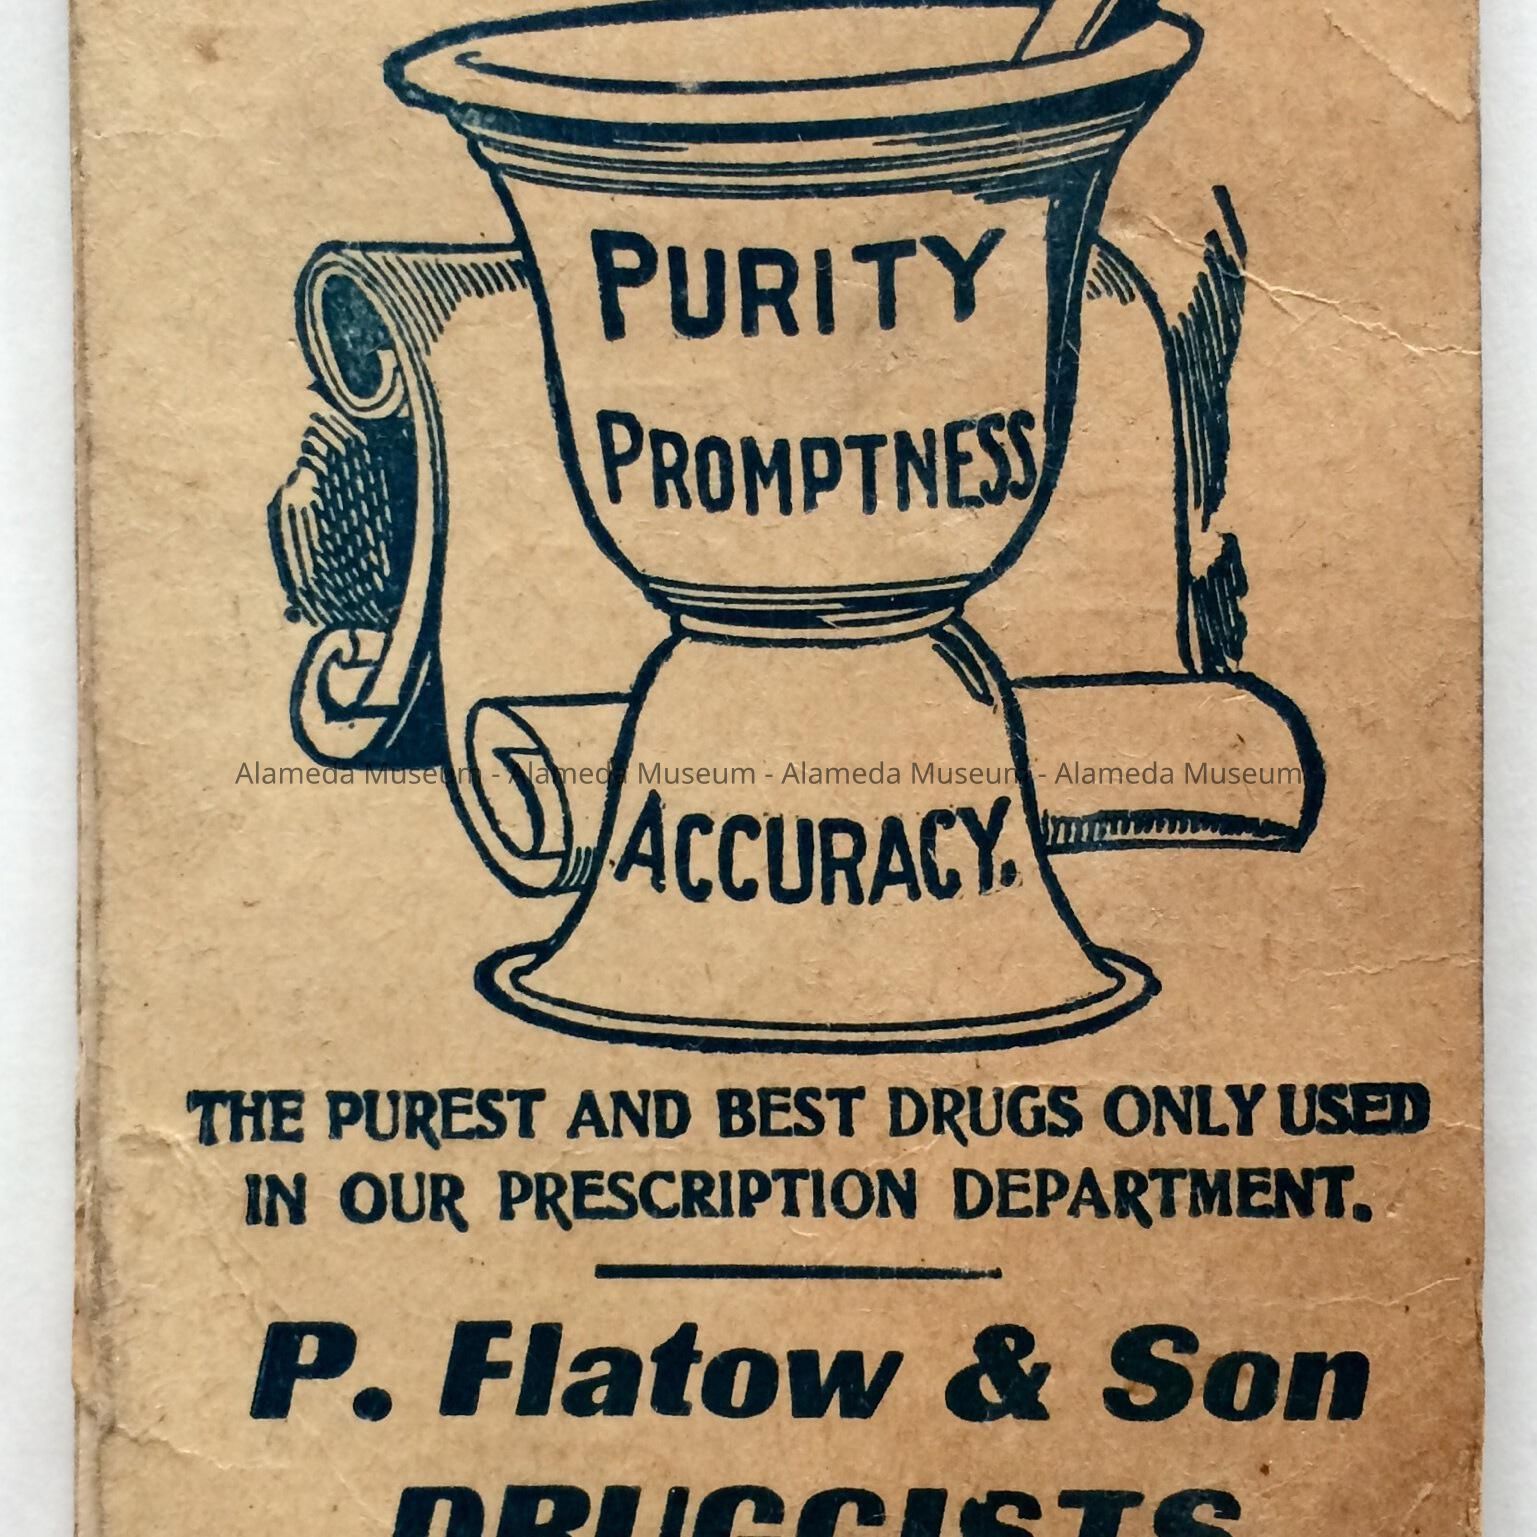 PURITY
PROMPTNESS
Alameda Museum - Alameda Museum - Alameda Museum - Alameda Museum
ACCURACY.
THE PUREST AND BEST DRUGS ONLY USED
IN OUR PRESCRIPTION DEPARTMENT.
P. Flatow & Son
DRUGGISTS